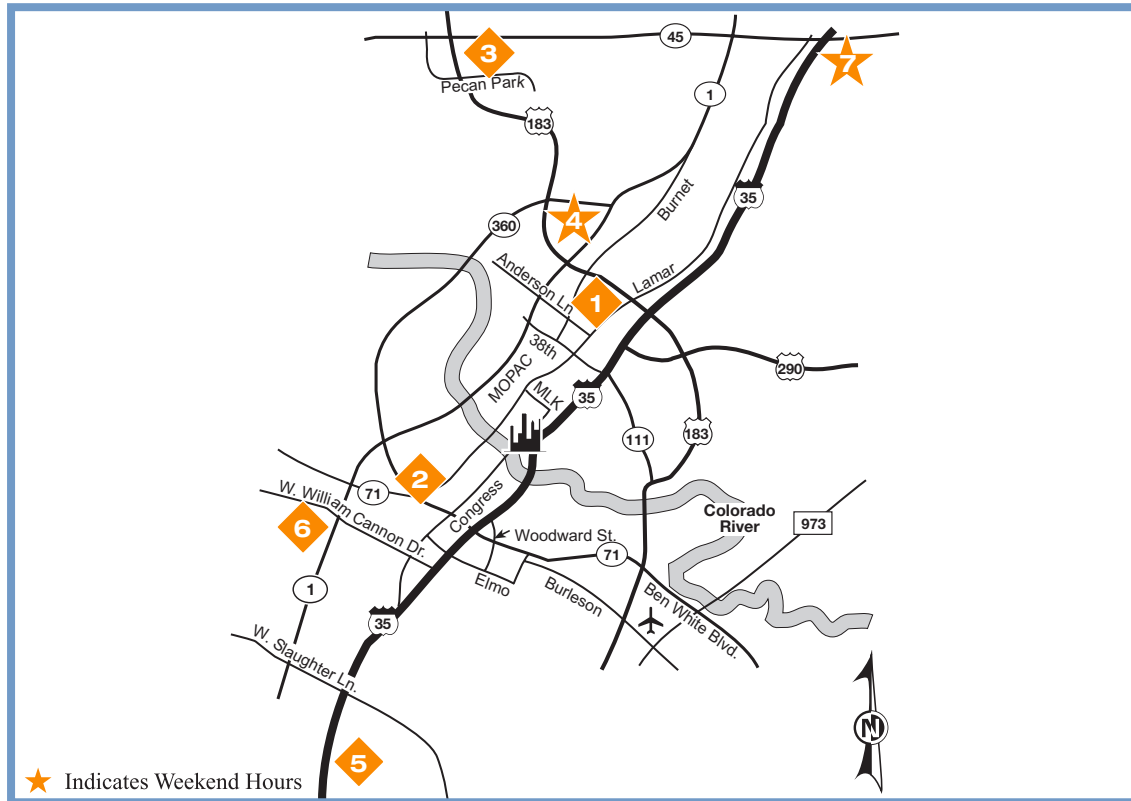 45
3
7
Pecan Park
1
183
35
Burnet
4
360
Anderson Ln
Lamar
1
38th
290
MOPAC
MLK
35
111
183
2
71
Congress
W. William Cannon Dr.
6
Colorado
River
973
Woodward St.
71
Elmo
Burleson
Ben White Blvd.
1
35
W. Slaughter Ln.
N
5
Indicates Weekend Hours